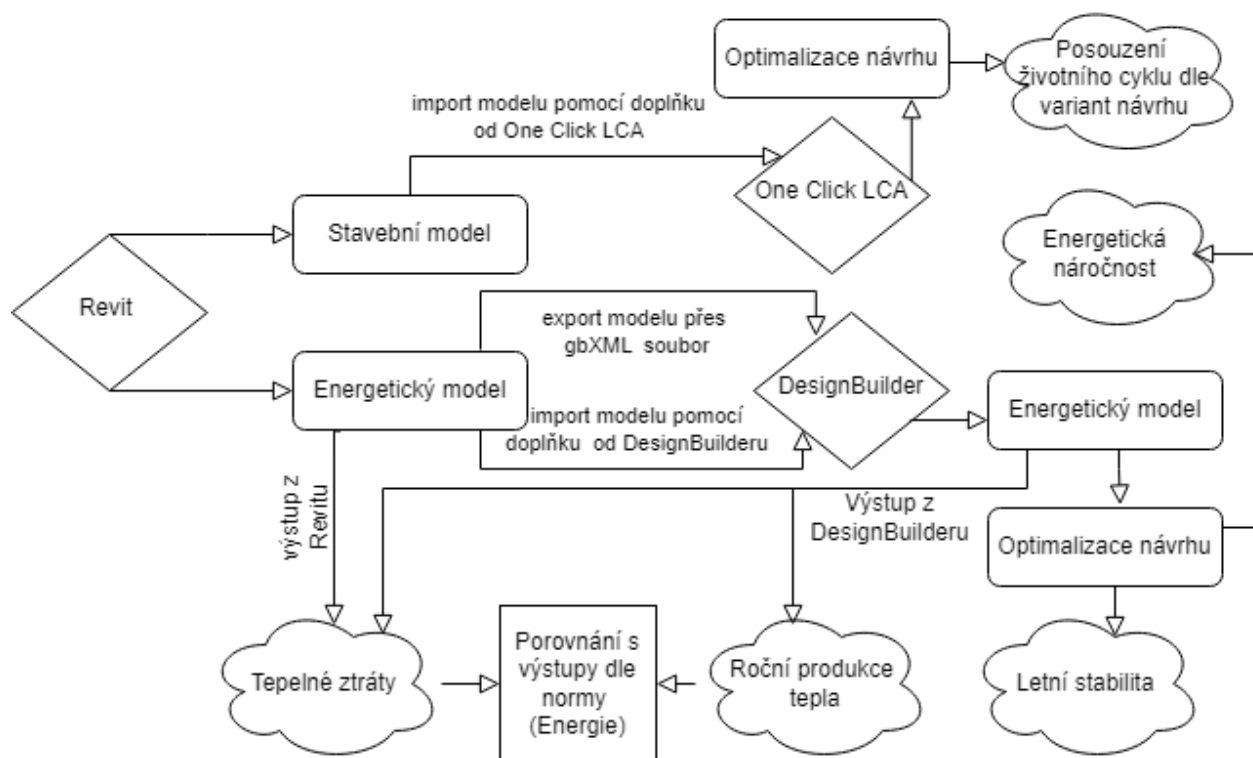 Optimalizace návrhu
Posouzení
životního cyklu dle
variant návrhu
import modelu pomocí doplňku
od One Click LCA
One Click LCA
Stavební model
Energetická
náročnost
Revit
export modelu přes
gbXML soubor
Energetický model
DesignBuilder
Energetický model
import modelu pomocí
doplňku od DesignBuilderu
výstup z
Revitu
Výstup z
DesignBuilderu
Optimalizace návrhu
Tepelné ztráty
Porovnání s
výstupy dle
normy
(Energie)
Roční produkce
tepla
Letní stabilita